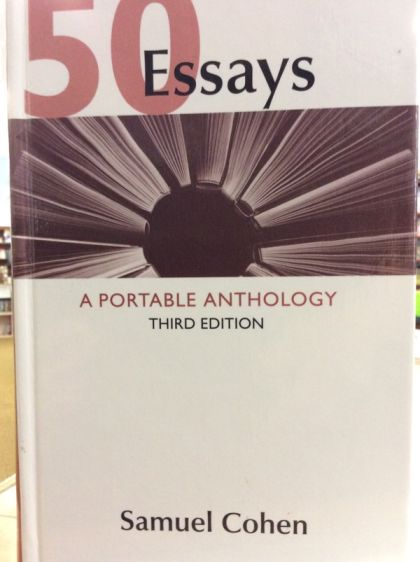 50
Essays
A PORTABLE ANTHOLOGY
THIRD EDITION
Samuel Cohen